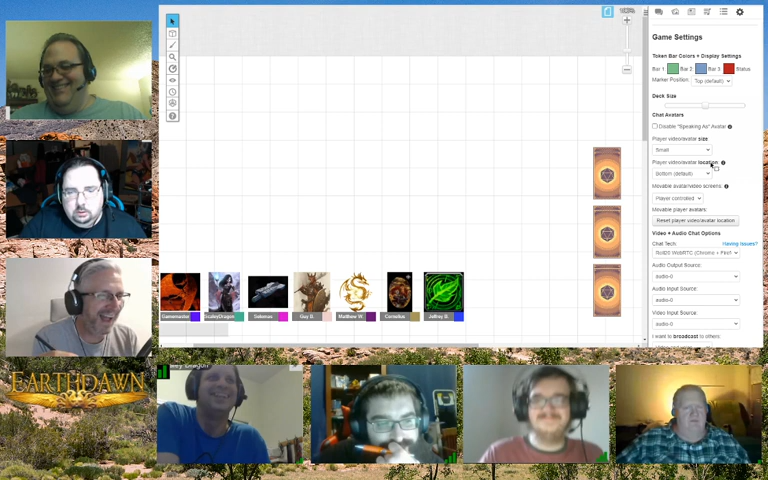 Game Settings
Token Bar Colors + Display Settings
Bar 1: Bar 2: Bar 3: Status
Marker Position: Top (default)
Deck Size
Chat Avatars
Disable "Speaking As" Avatar
Player video/avatar size
Small
Player video/avatar location:
Bottom (default)
Movable avatar/video screens:
Player controlled
Movable player avatars:
Reset player video/avatar location
Video + Audio Chat Options
Chat Tech: Having Issues?
Audio Output Source:
audio-0
Audio Input Source:
audio-0
Video Input Source:
audio-0
I want to broadcast to others:
Gamemaster
ScaleyDragon
Guy D.
Matthew W.
Cornelius
Jeffrey B.
EARTHDAWN